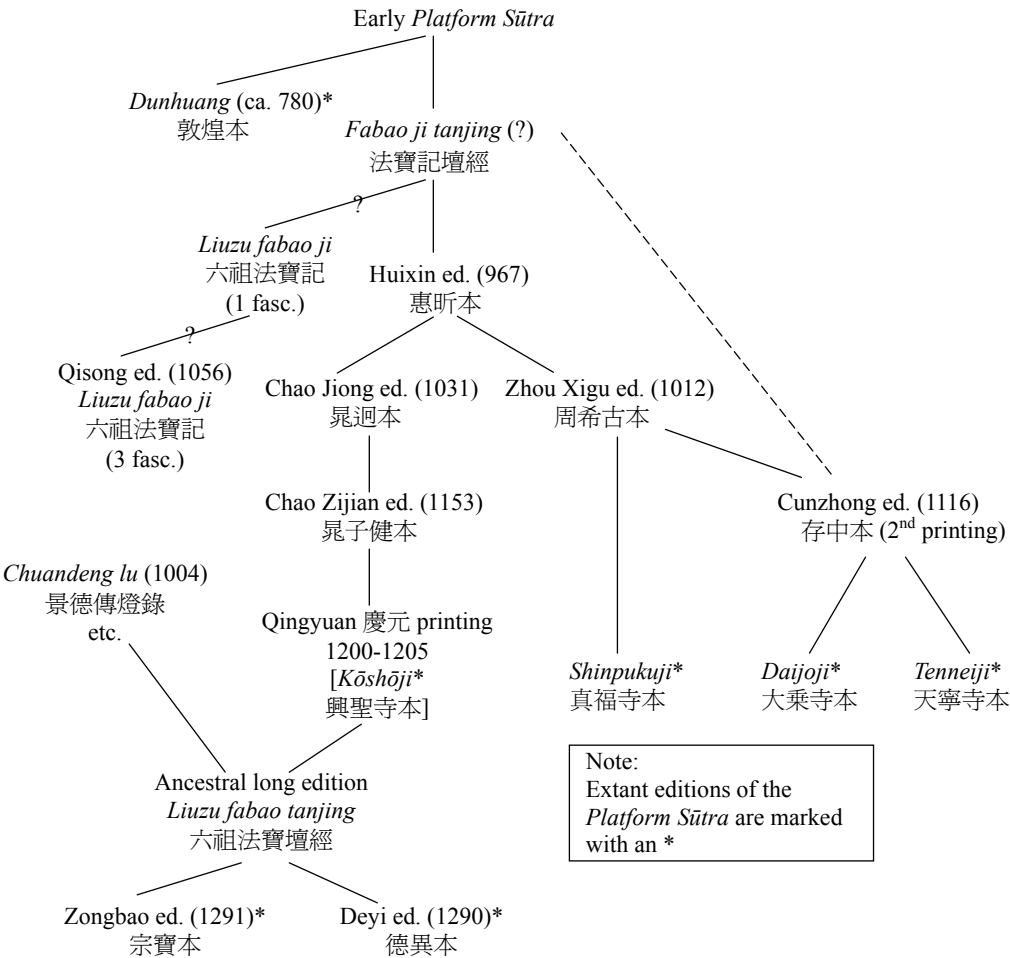 Early Platform Sūtra
Dunhuang (ca. 780)*
敦煌本
Fabao ji tanjing (?)
法寶記壇經
?
Liuzu fabao ji
六祖法寶記
(1 fasc.)
Huixin ed. (967)
惠昕本
?
Qisong ed. (1056)
Liuzu fabao ji
六祖法寶記
(3 fasc.)
Chao Jiong ed. (1031)
晁迥本
Zhou Xigu ed. (1012)
周希古本
Chao Zijian ed. (1153)
晁子健本
Cunzhong ed. (1116)
存中本 (2nd printing)
Chuandeng lu (1004)
景德傳燈錄
etc.
Qingyuan 慶元 printing
1200-1205
[Kōshōji*
興聖寺本]
Shinpukuji*
真福寺本
Daijoji*
大乘寺本
Tenneiji*
天寧寺本
Ancestral long edition
Liuzu fabao tanjing
六祖法寶壇經
Note:
Extant editions of the
Platform Sūtra are marked
with an *
Zongbao ed. (1291)*
宗寶本
Deyi ed. (1290)*
德異本